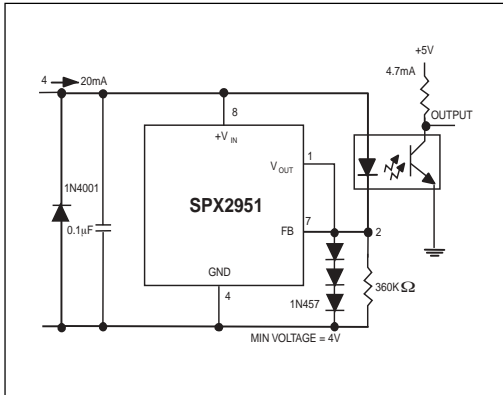 +5V
4.7mA
4 20mA
OUTPUT
8
+V IN
1
V OUT
1N4001
SPX2951
7
FB
2
0.1µF
GND
360KΩ
4
1N457
MIN VOLTAGE = 4V